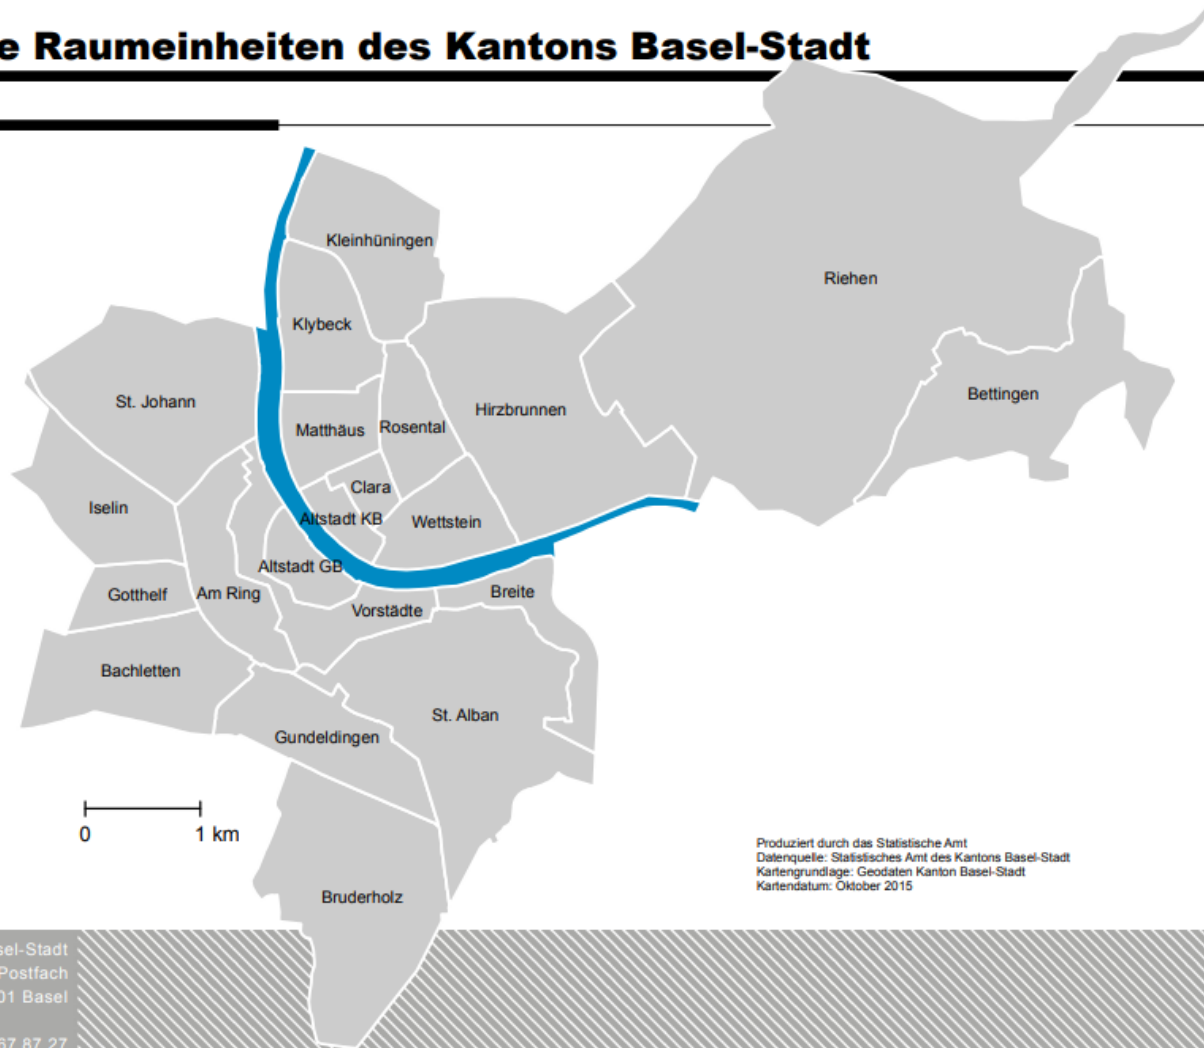 e Raumeinheiten des Kantons Basel-Stadt
Kleinhüningen
Riehen
Klybeck
Bettingen
St. Johann
Hirzbrunnen
Matthäus
Rosental
Clara
Iselin
Altstadt KB
Wettstein
Altstadt GB
Gotthelf
Am Ring
Breite
Vorstädte
Bachletten
St. Alban
Gundeldingen
0 1 km
Produziert durch das Statistische Amt
Datenquelle: Statistisches Amt des Kantons Basel-Stadt
Kartengrundlage: Geodaten Kanton Basel-Stadt
Kartendatum: Oktober 2015
Bruderholz
sel-Stadt
Postfach
01 Basel
67 87 27